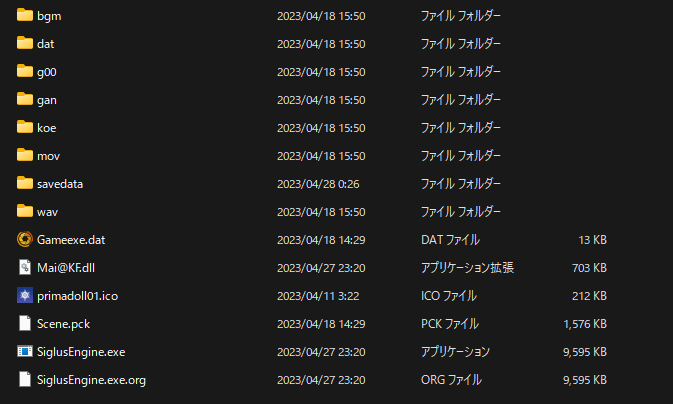 bgm 2023/04/18 15:50 ファイル フォルダー
dat 2023/04/18 15:50 ファイル フォルダー
g00 2023/04/18 15:50 ファイル フォルダー
gan 2023/04/18 15:50 ファイル フォルダー
koe 2023/04/18 15:50 ファイル フォルダー
mov 2023/04/18 15:50 ファイル フォルダー
savedata 2023/04/28 0:26 ファイル フォルダー
wav 2023/04/18 15:50 ファイル フォルダー
Gameexe.dat 2023/04/18 14:29 DAT ファイル 13 KB
Mai@KF.dll 2023/04/27 23:20 アプリケーション拡張 703 KB
primadoll01.ico 2023/04/11 3:22 ICO ファイル 212 KB
Scene.pck 2023/04/18 14:29 PCK ファイル 1,576 KB
SiglusEngine.exe 2023/04/27 23:20 アプリケーション 9,595 KB
SiglusEngine.exe.org 2023/04/27 23:20 ORG ファイル 9,595 KB